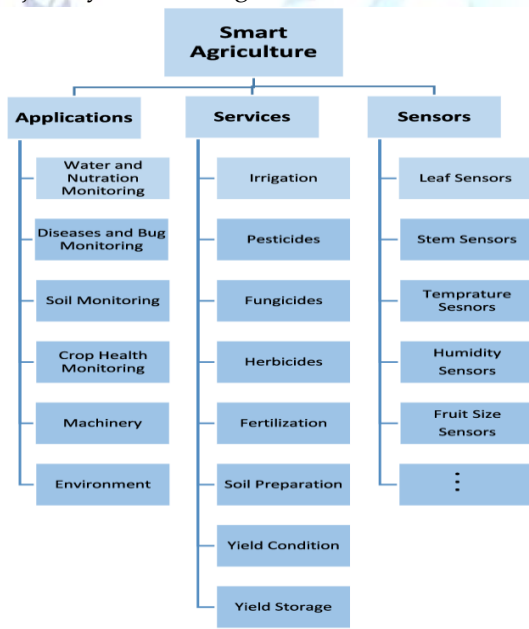 Smart
Agriculture
Applications
Services
Sensors
Water and
Nutration
Monitoring
Diseases and Bug
Monitoring
Soil Monitoring
Crop Health
Monitoring
Machinery
Environment
Irrigation
Pesticides
Fungicides
Herbicides
Fertilization
Soil Preparation
Yield Condition
Yield Storage
Leaf Sensors
Stem Sensors
Temprature
Sesnors
Humidity
Sensors
Fruit Size
Sensors
⋮